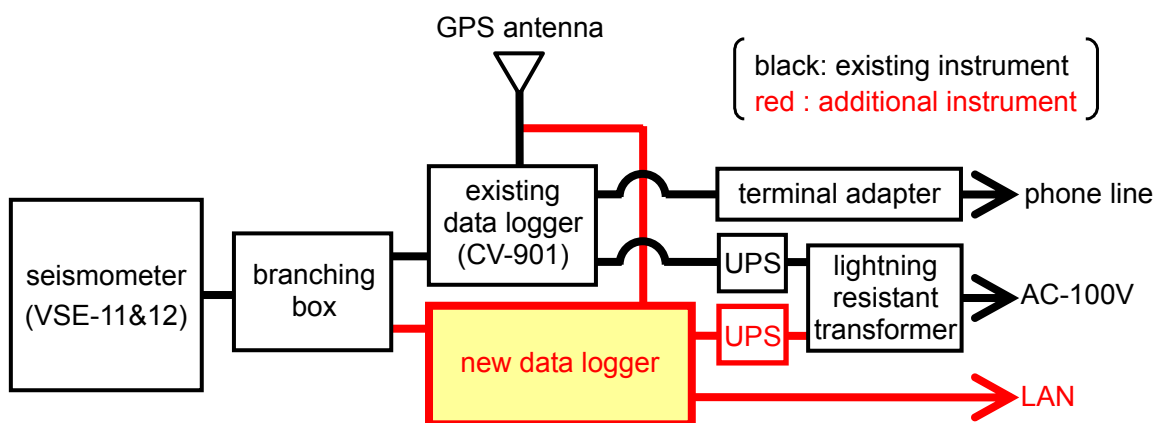 GPS antenna
black: existing instrument
red : additional instrument
existing
data logger
(CV-901)
terminal adapter
phone line
seismometer
(VSE-11&12)
branching
box
UPS
lightning
resistant
transformer
AC-100V
new data logger
UPS
LAN